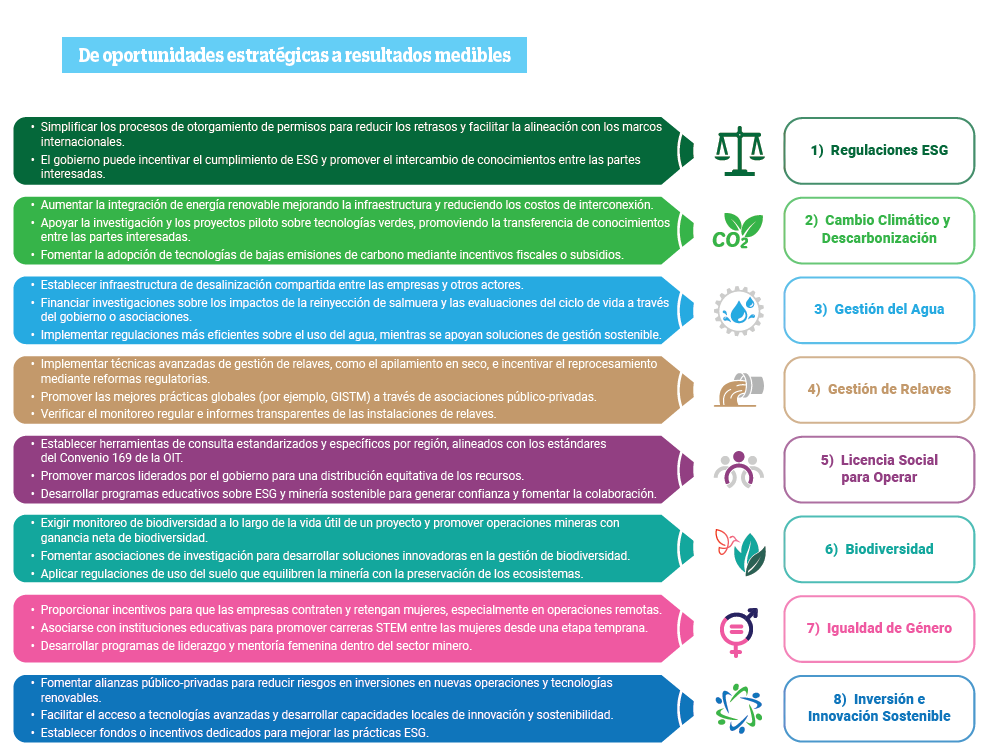 De oportunidades estratégicas a resultados medibles
• Simplificar los procesos de otorgamiento de permisos para reducir los retrasos y facilitar la alineación con los marcos
internacionales.
• El gobierno puede incentivar el cumplimiento de ESG y promover el intercambio de conocimientos entre las partes
interesadas.
1) Regulaciones ESG
• Aumentar la integración de energía renovable mejorando la infraestructura y reduciendo los costos de interconexión.
• Apoyar la investigación y los proyectos piloto sobre tecnologías verdes, promoviendo la transferencia de conocimientos
entre las partes interesadas.
• Fomentar la adopción de tecnologías de bajas emisiones de carbono mediante incentivos fiscales o subsidios.
CO2
2) Cambio Climático y
Descarbonización
• Establecer infraestructura de desalinización compartida entre las empresas y otros actores.
• Financiar investigaciones sobre los impactos de la reinyección de salmuera y las evaluaciones del ciclo de vida a través
del gobierno o asociaciones.
• Implementar regulaciones más eficientes sobre el uso del agua, mientras se apoyan soluciones de gestión sostenible.
3) Gestión del Agua
• Implementar técnicas avanzadas de gestión de relaves, como el apilamiento en seco, e incentivar el reprocesamiento
mediante reformas regulatorias.
• Promover las mejores prácticas globales (por ejemplo, GISTM) a través de asociaciones público-privadas.
• Verificar el monitoreo regular e informes transparentes de las instalaciones de relaves.
4) Gestión de Relaves
• Establecer herramientas de consulta estandarizados y específicos por región, alineados con los estándares
del Convenio 169 de la OIT.
• Promover marcos liderados por el gobierno para una distribución equitativa de los recursos.
• Desarrollar programas educativos sobre ESG y minería sostenible para generar confianza y fomentar la colaboración.
5) Licencia Social
para Operar
• Exigir monitoreo de biodiversidad a lo largo de la vida útil de un proyecto y promover operaciones mineras con
ganancia neta de biodiversidad.
• Fomentar asociaciones de investigación para desarrollar soluciones innovadoras en la gestión de biodiversidad.
• Aplicar regulaciones de uso del suelo que equilibren la minería con la preservación de los ecosistemas.
6) Biodiversidad
• Proporcionar incentivos para que las empresas contraten y retengan mujeres, especialmente en operaciones remotas.
• Asociarse con instituciones educativas para promover carreras STEM entre las mujeres desde una etapa temprana.
• Desarrollar programas de liderazgo y mentoría femenina dentro del sector minero.
7) Igualdad de Género
• Fomentar alianzas público-privadas para reducir riesgos en inversiones en nuevas operaciones y tecnologías
renovables.
• Facilitar el acceso a tecnologías avanzadas y desarrollar capacidades locales de innovación y sostenibilidad.
• Establecer fondos o incentivos dedicados para mejorar las prácticas ESG.
8) Inversión e
Innovación Sostenible